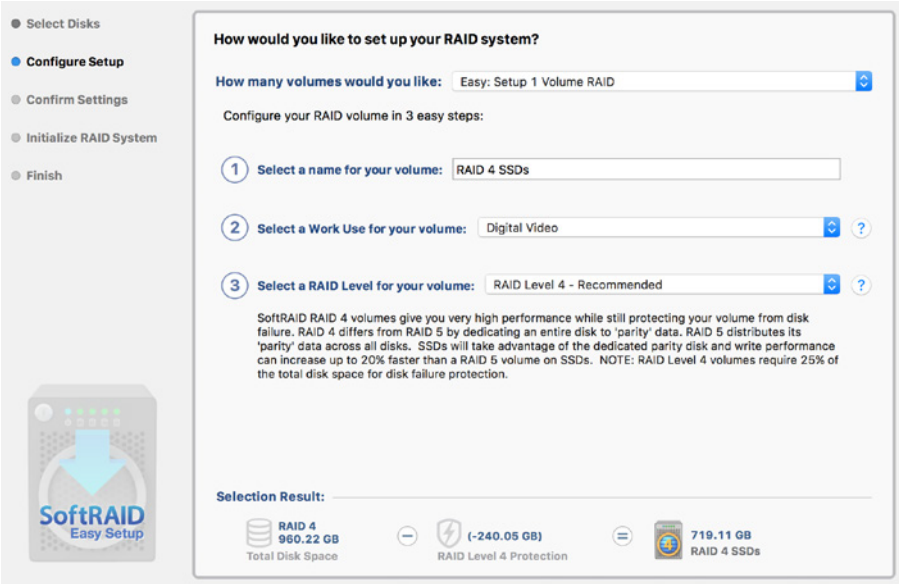 Select Disks
Configure Setup
Confirm Settings
Initialize RAID System
Finish
How would you like to set up your RAID system?
How many volumes would you like: Easy: Setup 1 Volume RAID
Configure your RAID volume in 3 easy steps:
1 Select a name for your volume: RAID 4 SSDs
2 Select a Work Use for your volume: Digital Video ?
3 Select a RAID Level for your volume: RAID Level 4 - Recommended ?
SoftRAID RAID 4 volumes give you very high performance while still protecting your volume from disk
failure. RAID 4 differs from RAID 5 by dedicating an entire disk to 'parity' data. RAID 5 distributes its
'parity' data across all disks. SSDs will take advantage of the dedicated parity disk and write performance
can increase up to 20% faster than a RAID 5 volume on SSDs. NOTE: RAID Level 4 volumes require 25% of
the total disk space for disk failure protection.
SoftRAID
Easy Setup
Selection Result:
RAID 4
960.22 GB
Total Disk Space
−
(-240.05 GB)
RAID Level 4 Protection
=
4
719.11 GB
RAID 4 SSDs